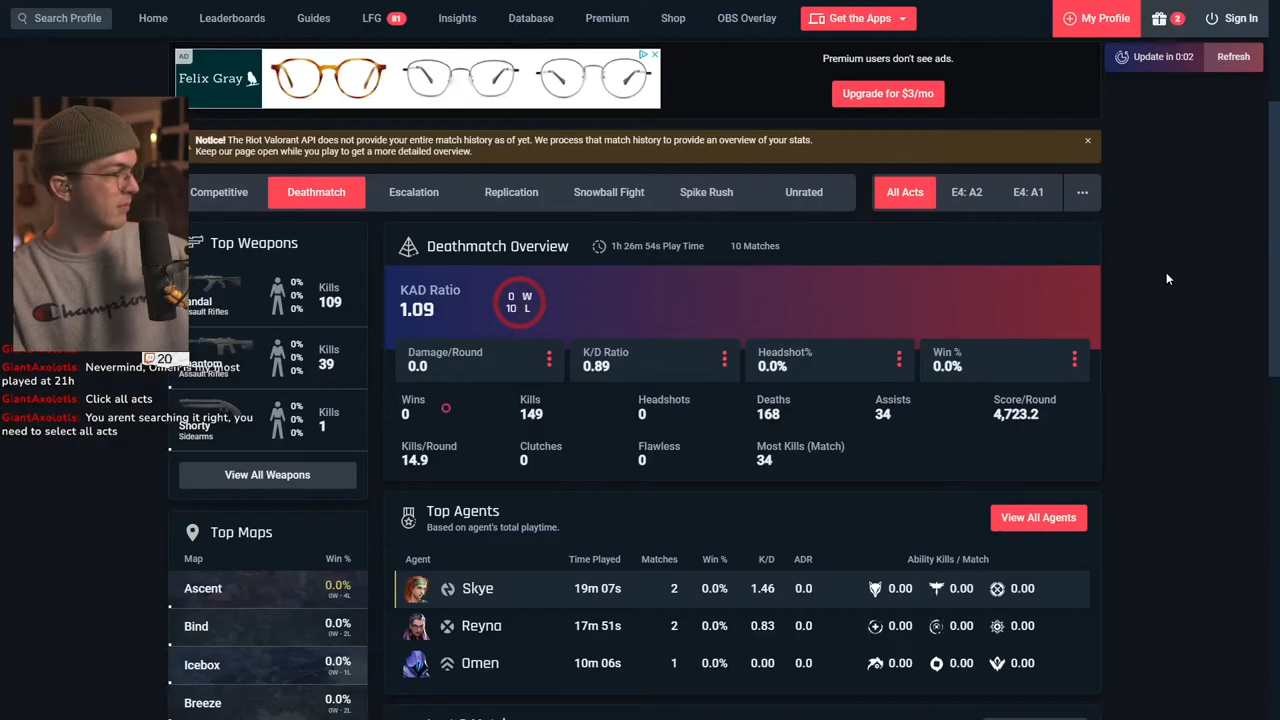 Search Profile
Home
Leaderboards
Guides
LFG 81
Insights
Database
Premium
Shop
OBS Overlay
Get the Apps
My Profile
2
Sign In
AD
Felix Gray
Premium users don't see ads.
Upgrade for $3/mo
Update in 0:02
Refresh
Notice! The Riot Valorant API does not provide your entire match history as of yet. We process that match history to provide an overview of your stats.
Keep our page open while you play to get a more detailed overview.
Competitive
Deathmatch
Escalation
Replication
Snowball Fight
Spike Rush
Unrated
All Acts
E4: A2
E4: A1
Top Weapons
andal
Assault Rifles
0%
0%
0%
Kills
109
hantom
Assault Rifles
0%
0%
0%
Kills
39
Shorty
Sidearms
0%
0%
0%
Kills
1
View All Weapons
Champion
20
GiantAxolotls: Nevermind, Omen is my most
played at 21h
GiantAxolotls: Click all acts
GiantAxolotls: You arent searching it right, you
need to select all acts
Deathmatch Overview
1h 26m 54s Play Time
10 Matches
KAD Ratio
1.09
0 W
10 L
Damage/Round
0.0
K/D Ratio
0.89
Headshot%
0.0%
Win %
0.0%
Wins
0
Kills
149
Headshots
0
Deaths
168
Assists
34
Score/Round
4,723.2
Kills/Round
14.9
Clutches
0
Flawless
0
Most Kills (Match)
34
Top Maps
Map Win %
Ascent 0.0%
0W - 4L
Bind 0.0%
0W - 2L
Icebox 0.0%
0W - 1L
Breeze 0.0%
0W - 2L
Top Agents
Based on agent's total playtime.
View All Agents
Agent Time Played Matches Win % K/D ADR Ability Kills / Match
Skye 19m 07s 2 0.0% 1.46 0.0 0.00 0.00 0.00
Reyna 17m 51s 2 0.0% 0.83 0.0 0.00 0.00 0.00
Omen 10m 06s 1 0.0% 0.00 0.0 0.00 0.00 0.00